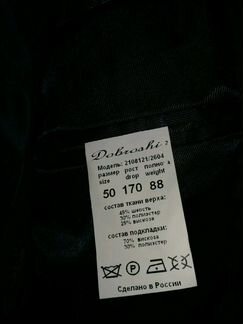 Dobroshi
Модель: 2108121/2604
размер рост полнота
size drop weight
50 170 88
состав ткани верха:
45% шерсть
30% полиэстер
25% вискоза
состав подкладки:
70% вискоза
30% полиэстер
P
Сделано в России